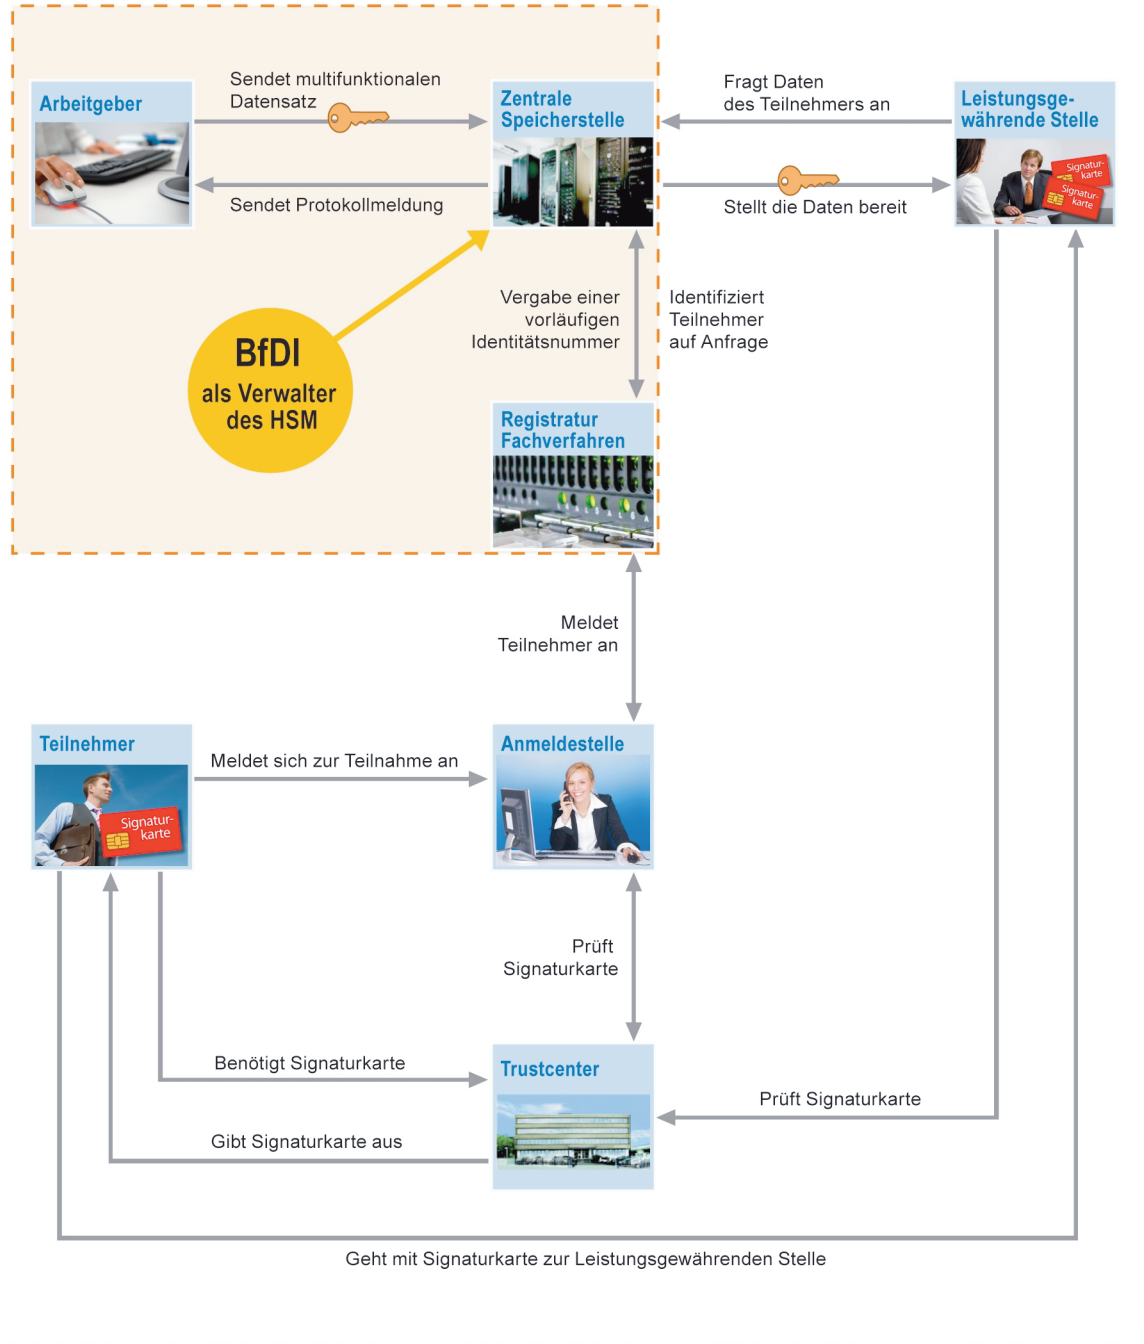 Arbeitgeber
Sendet multifunktionalen
Datensatz
Sendet Protokollmeldung
Zentrale
Speicherstelle
Fragt Daten
des Teilnehmers an
Stellt die Daten bereit
Leistungsge-
währende Stelle
Signatur-
karte
Signatur-
karte
BfDI
als Verwalter
des HSM
Vergabe einer
vorläufigen
Identitätsnummer
Identifiziert
Teilnehmer
auf Anfrage
Registratur
Fachverfahren
Meldet
Teilnehmer an
Teilnehmer
Signatur-
karte
Meldet sich zur Teilnahme an
Anmeldestelle
Prüft
Signaturkarte
Benötigt Signaturkarte
Gibt Signaturkarte aus
Trustcenter
Prüft Signaturkarte
Geht mit Signaturkarte zur Leistungsgewährenden Stelle